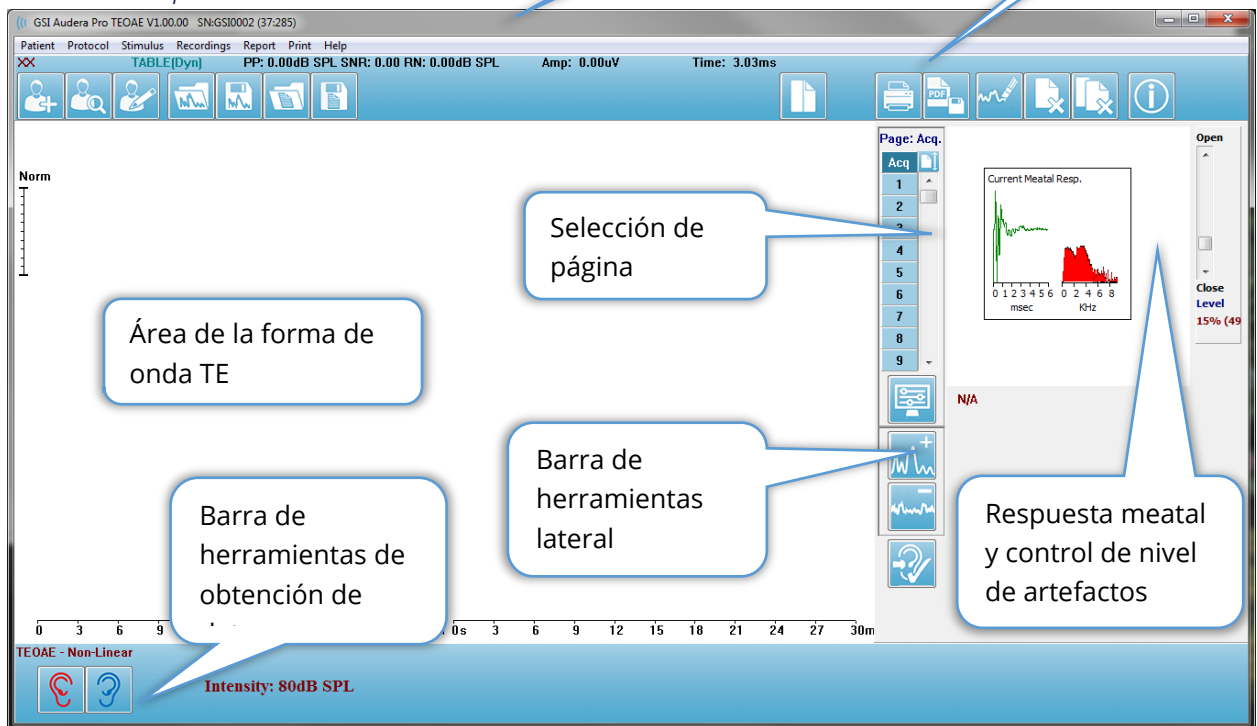 GSI Audera Pro TEOAE V1.00.00 SN:GSI0002 (37:285)
Patient Protocol Stimulus Recordings Report Print Help
XX TABLE(Dyn) PP: 0.00dB SPL SNR: 0.00 RN: 0.00dB SPL Amp: 0.00uV Time: 3.03ms
PDF
Page: Acq.
Open
Acq
Norm
Current Meatal Resp.
1
2
3
4
5
6
7
8
9
Selección de
página
0 1 2 3 4 5 6 0 2 4 6 8
msec KHz
Close
Level
15% (49
Área de la forma de
onda TE
N/A
Barra de
herramientas
lateral
Barra de
herramientas de
obtención de
Respuesta meatal
y control de nivel
de artefactos
0 3 6 9 0s 3 6 9 12 15 18 21 24 27 30m
TEOAE - Non-Linear
Intensity: 80dB SPL